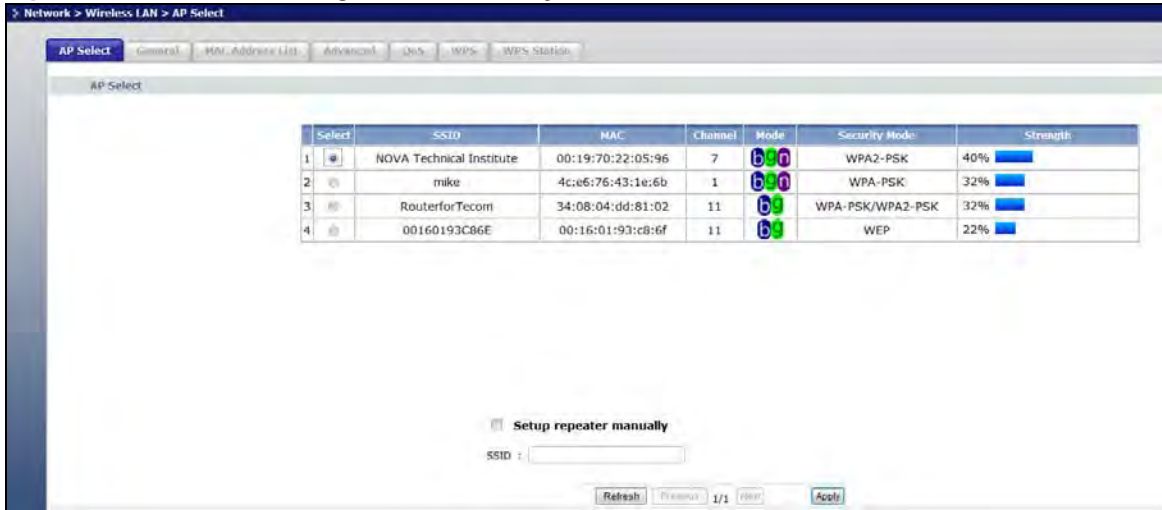 Network > Wireless LAN > AP Select
AP Select General MAC Address List Advanced QoS WPS WPS Station
AP Select
Select SSID MAC Channel Mode Security Mode Strength
1 NOVA Technical Institute 00:19:70:22:05:96 7 b g n WPA2-PSK 40%
2 mike 4c:e6:76:43:1e:6b 1 b g n WPA-PSK 32%
3 RouterforTecom 34:08:04:dd:81:02 11 b g WPA-PSK/WPA2-PSK 32%
4 00160193C86E 00:16:01:93:c8:6f 11 b g WEP 22%
Setup repeater manually
SSID :
Refresh Previous 1/1 Next Apply